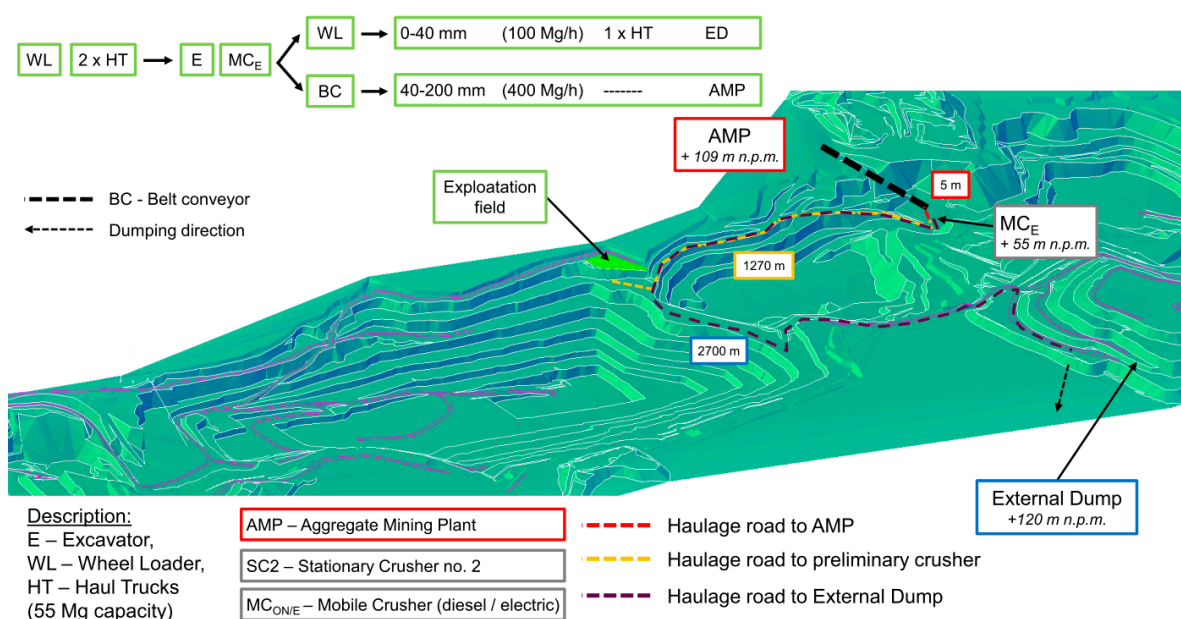 WL 2 x HT E MC_E
WL 0-40 mm (100 Mg/h) 1 x HT ED
BC 40-200 mm (400 Mg/h) ------- AMP
AMP
+ 109 m n.p.m.
Exploatation
field
BC - Belt conveyor
Dumping direction
5 m
MC_E
+ 55 m n.p.m.
1270 m
2700 m
External Dump
+120 m n.p.m.
Description:
E – Excavator,
WL – Wheel Loader,
HT – Haul Trucks
(55 Mg capacity)
AMP – Aggregate Mining Plant
SC2 – Stationary Crusher no. 2
MC_ON/E – Mobile Crusher (diesel / electric)
Haulage road to AMP
Haulage road to preliminary crusher
Haulage road to External Dump